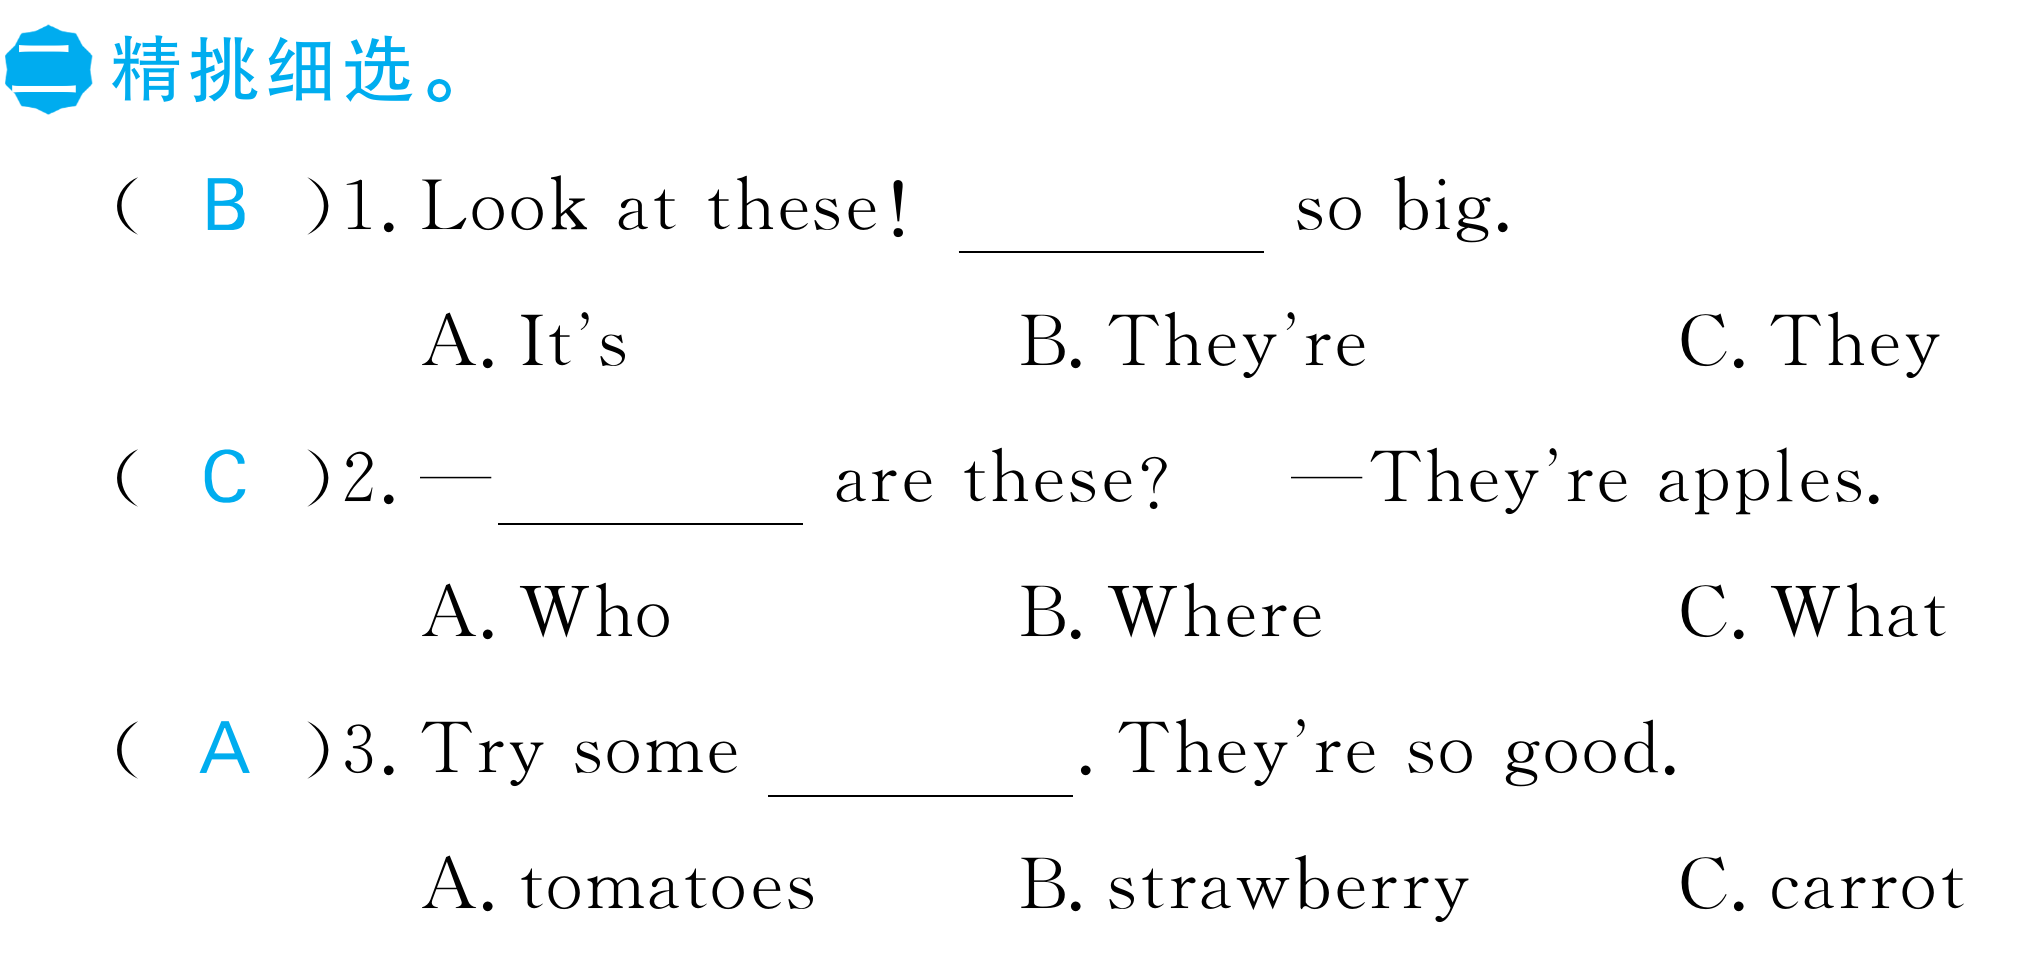 二 精挑细选。
( B )1. Look at these! ________ so big.
A. It's B. They're C. They
( C )2. —________ are these? —They're apples.
A. Who B. Where C. What
( A )3. Try some ________. They're so good.
A. tomatoes B. strawberry C. carrot